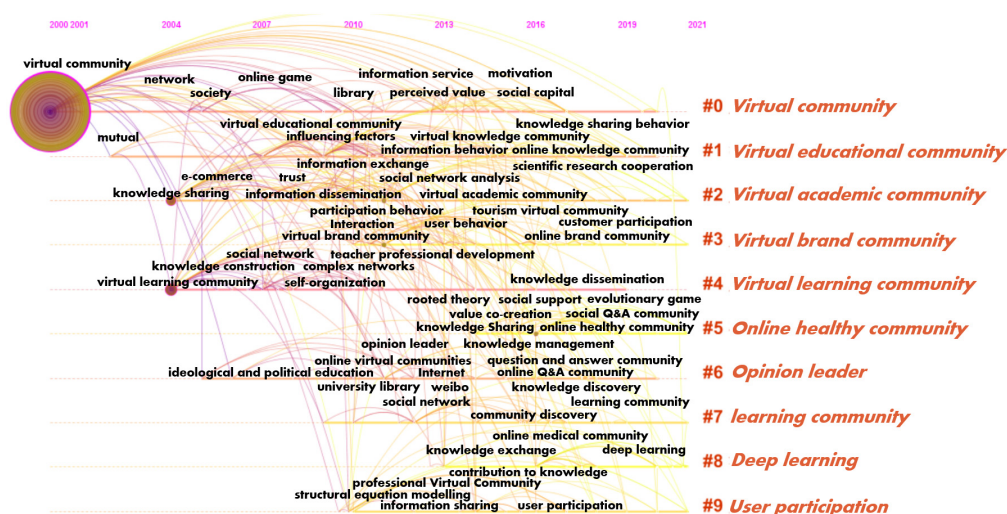 2000 2001 2004 2007 2010 2013 2016 2019 2021
virtual community
network online game information service motivation
society library perceived value social capital
#0 Virtual community
virtual educational community knowledge sharing behavior
mutual influencing factors virtual knowledge community
information behavior online knowledge community
#1 Virtual educational community
information exchange scientific research cooperation
e-commerce trust social network analysis
knowledge sharing information dissemination virtual academic community
#2 Virtual academic community
participation behavior tourism virtual community
Interaction user behavior customer participation
virtual brand community online brand community
#3 Virtual brand community
social network teacher professional development
knowledge construction complex networks
virtual learning community self-organization knowledge dissemination
#4 Virtual learning community
rooted theory social support evolutionary game
value co-creation social Q&A community
knowledge Sharing online healthy community
#5 Online healthy community
opinion leader knowledge management
online virtual communities question and answer community
ideological and political education Internet online Q&A community
#6 Opinion leader
university library weibo knowledge discovery
social network learning community
community discovery
#7 learning community
online medical community
knowledge exchange deep learning
#8 Deep learning
contribution to knowledge
professional Virtual Community
structural equation modelling
information sharing user participation
#9 User participation